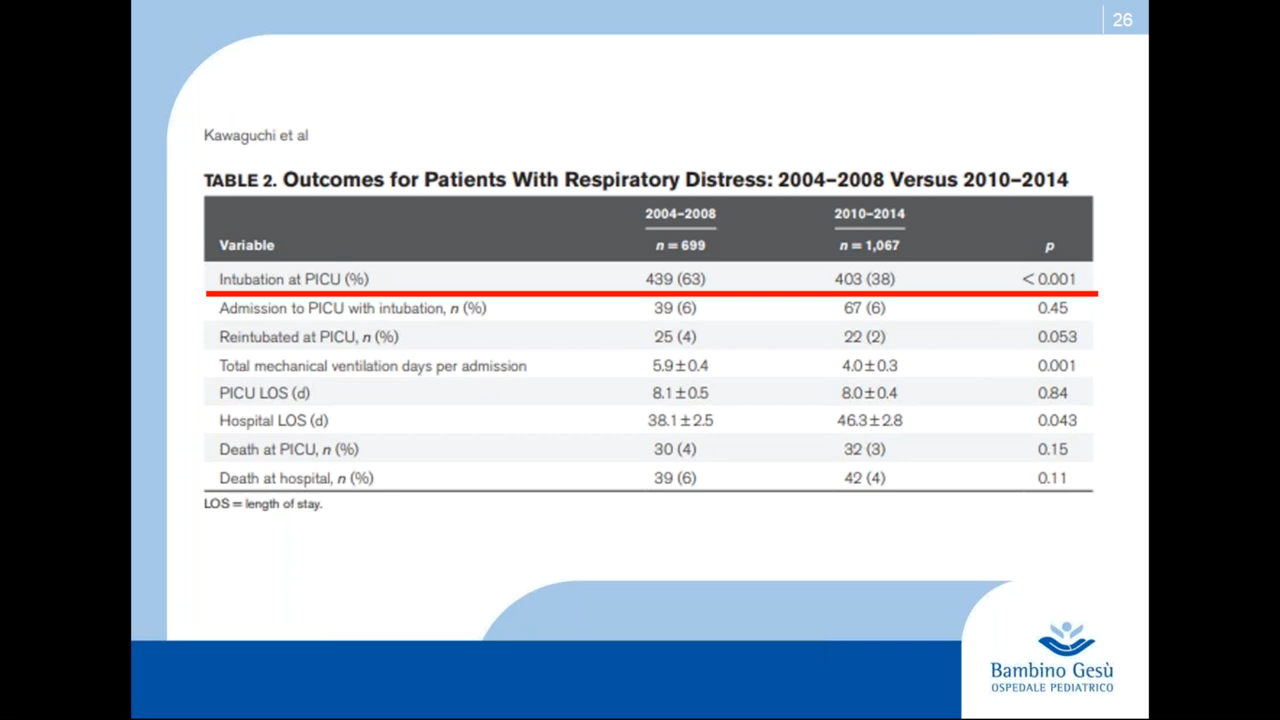 26
Kawaguchi et al
TABLE 2. Outcomes for Patients With Respiratory Distress: 2004–2008 Versus 2010–2014
2004–2008 2010–2014
Variable n = 699 n = 1,067 p
Intubation at PICU (%) 439 (63) 403 (38) < 0.001
Admission to PICU with intubation, n (%) 39 (6) 67 (6) 0.45
Reintubated at PICU, n (%) 25 (4) 22 (2) 0.053
Total mechanical ventilation days per admission 5.9 ± 0.4 4.0 ± 0.3 0.001
PICU LOS (d) 8.1 ± 0.5 8.0 ± 0.4 0.84
Hospital LOS (d) 38.1 ± 2.5 46.3 ± 2.8 0.043
Death at PICU, n (%) 30 (4) 32 (3) 0.15
Death at hospital, n (%) 39 (6) 42 (4) 0.11
LOS = length of stay.
Bambino Gesù
OSPEDALE PEDIATRICO